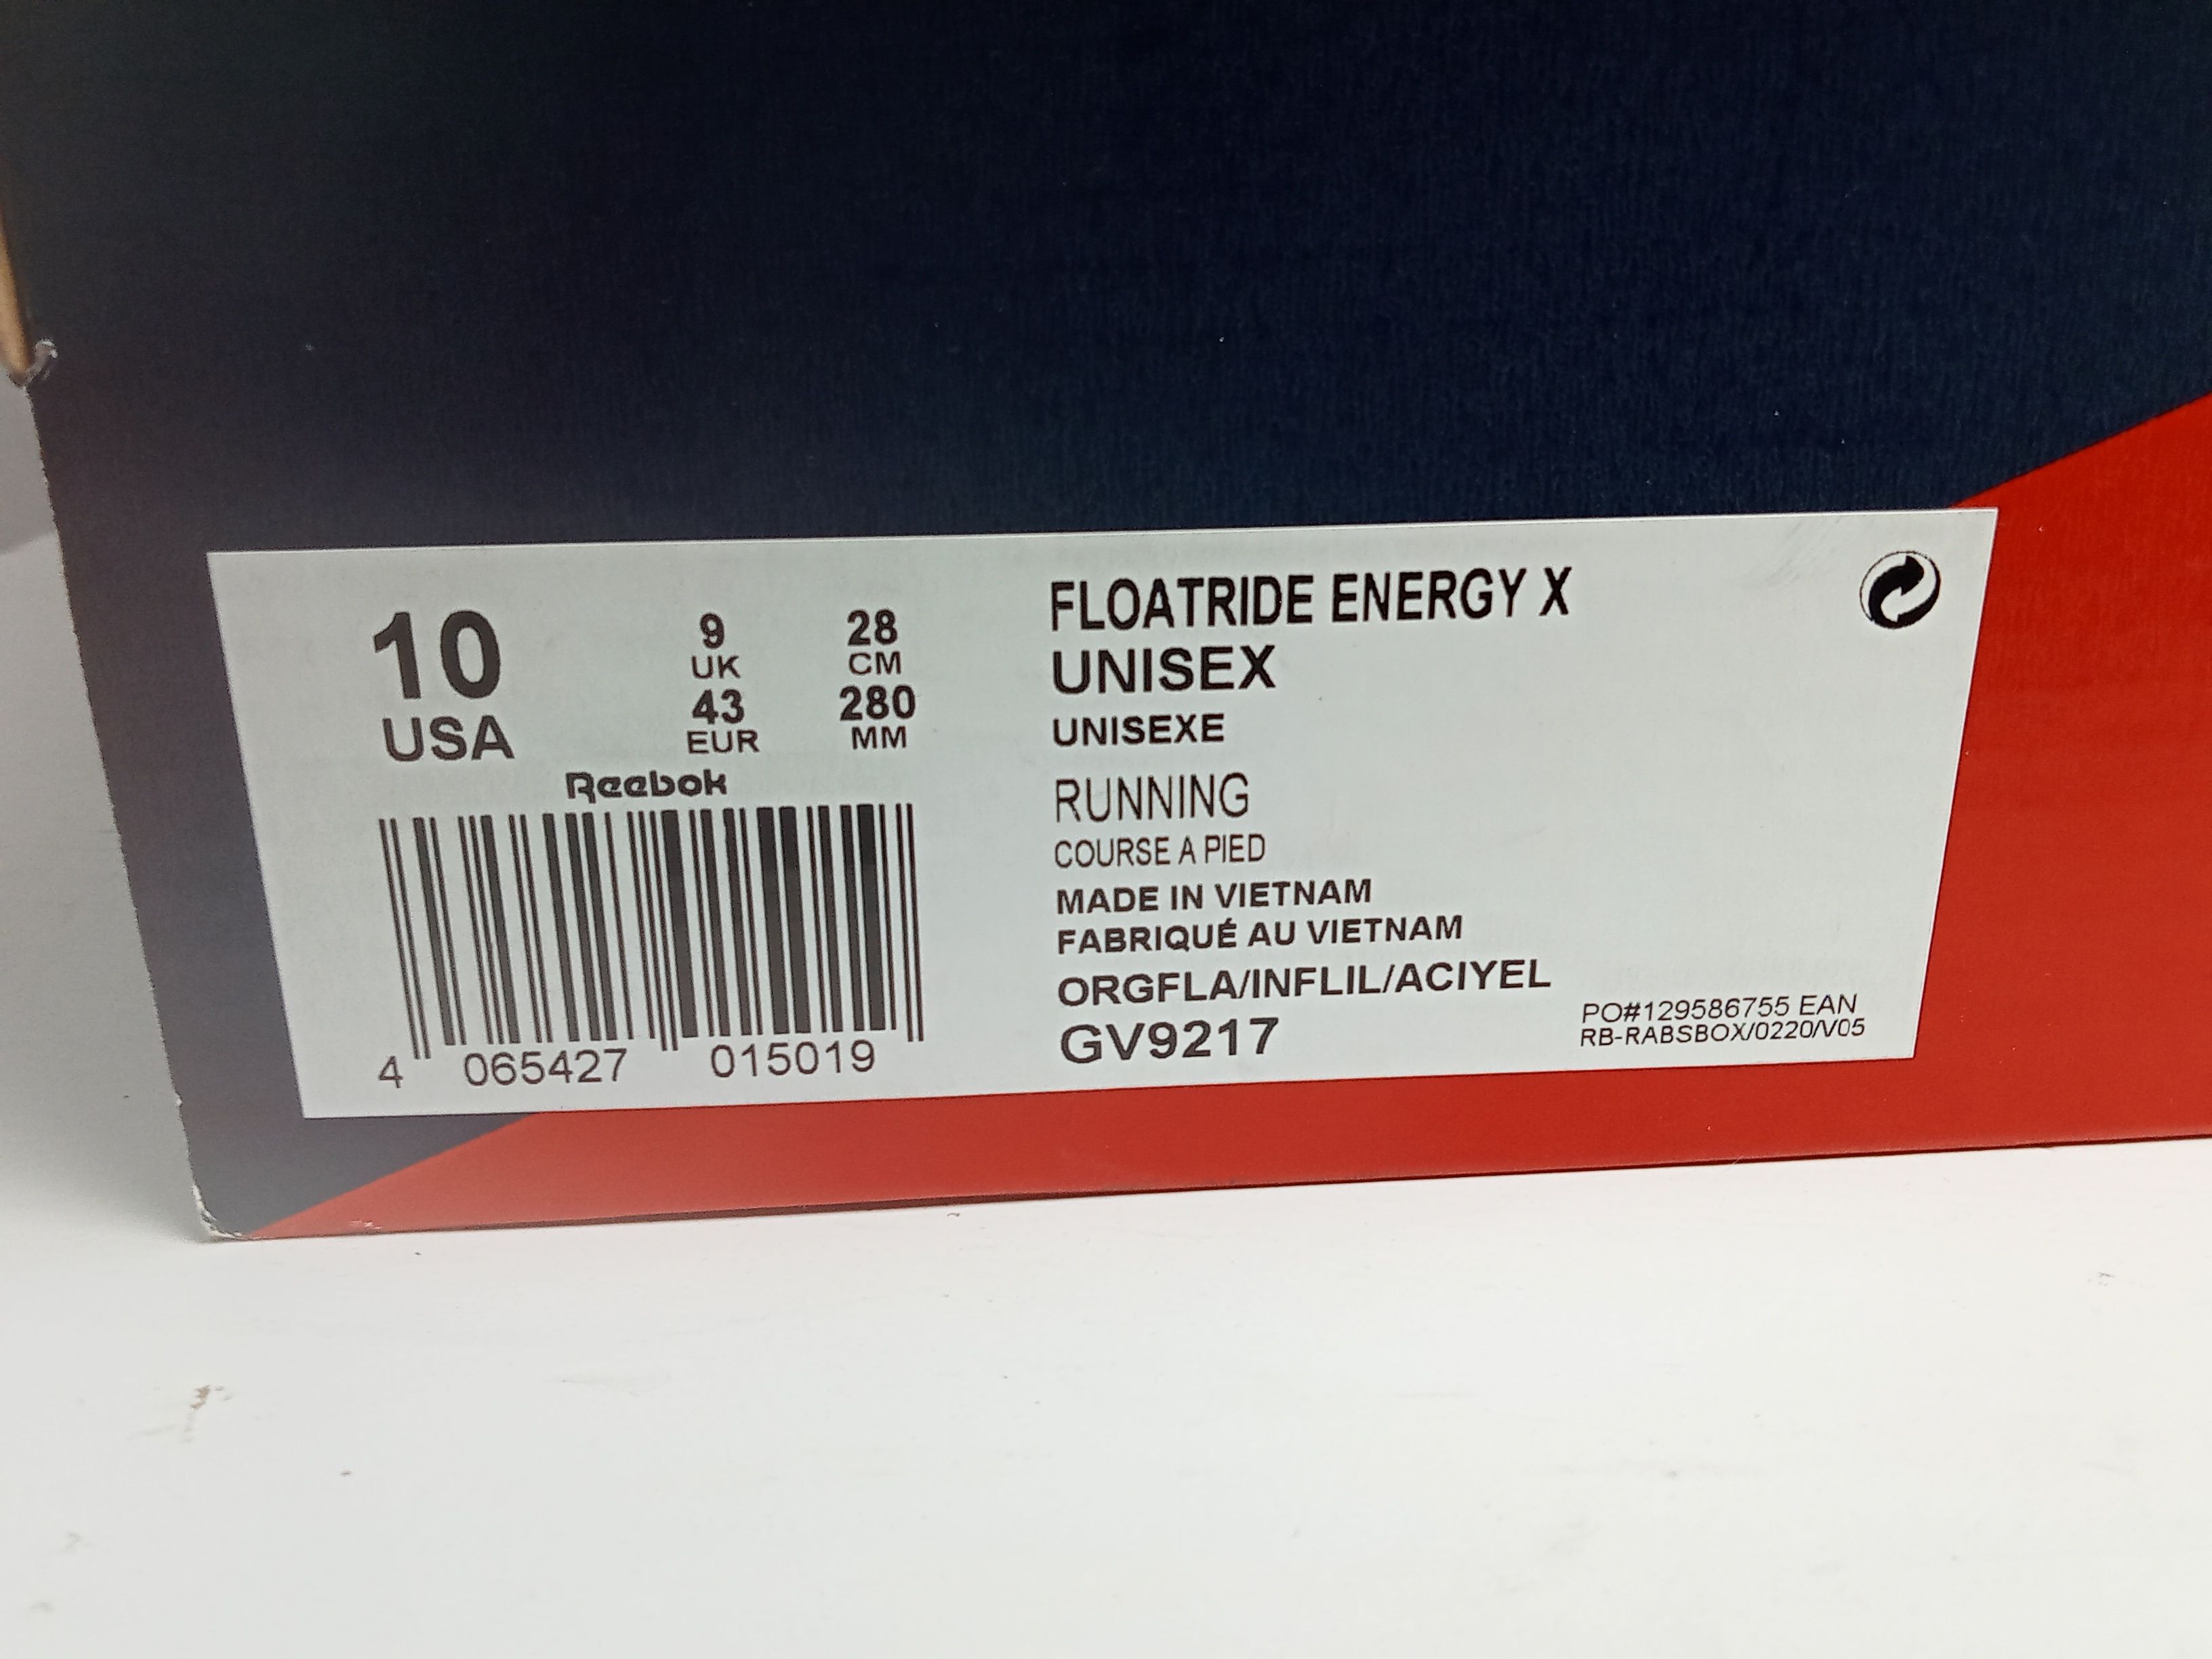 10
USA
9
UK
43
EUR
28
CM
280
MM
Reebok
4 065427 015019
FLOATRIDE ENERGY X
UNISEX
UNISEXE
RUNNING
COURSE A PIED
MADE IN VIETNAM
FABRIQUÉ AU VIETNAM
ORGFLA/INFLIL/ACIYEL
GV9217
PO#129586755 EAN
RB-RABSBOX/0220/V05